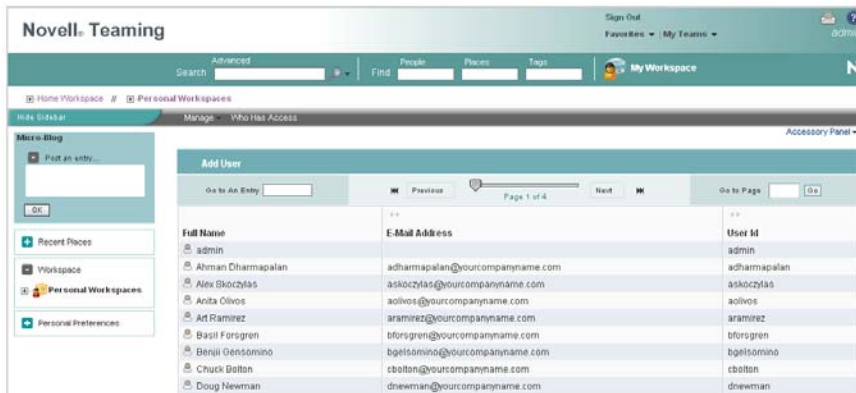 Novell. Teaming
Sign Out
Favorites | My Teams
admi
Advanced
Search
Find
People
Places
Tags
My Workspace
N
Home Workspace // Personal Workspaces
Hide Sidebar
Manage
Who Has Access
Accessory Panel
Micro-Blog
Post an entry...
OK
Recent Places
Workspace
Personal Workspaces
Personal Preferences
Add User
Go to An Entry
Previous
Page 1 of 4
Next
Go to Page
Go
Full Name E-Mail Address User Id
admin admin
Ahman Dharmapalan adharmapalan@yourcompanyname.com adharmapalan
Alex Skoczylas askoczylas@yourcompanyname.com askoczylas
Anita Olivos aolivos@yourcompanyname.com aolivos
Art Ramirez aramirez@yourcompanyname.com aramirez
Basil Forsgren bforsgren@yourcompanyname.com bforsgren
Benjii Gensomino bgelsomino@yourcompanyname.com bgelsomino
Chuck Bolton cbolton@yourcompanyname.com cbolton
Doug Newman dnewman@yourcompanyname.com dnewman